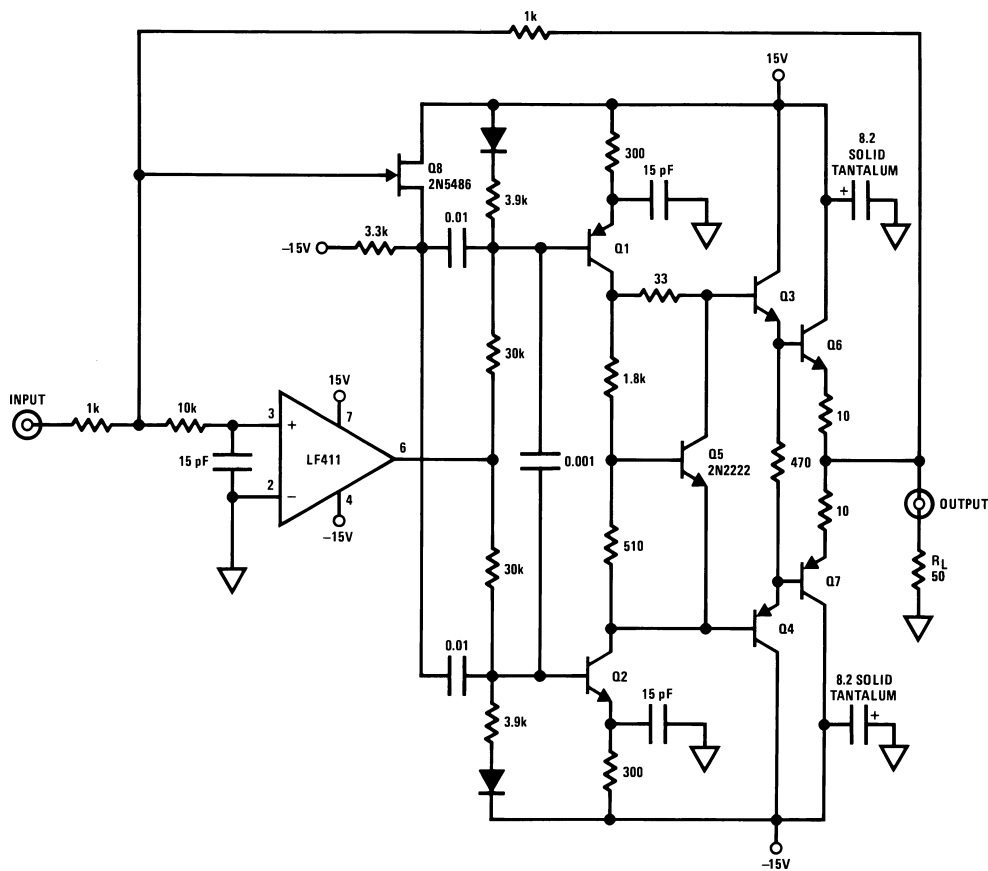 1k
15V
8.2
SOLID
TANTALUM
+
300
15 pF
Q8
2N5486
3.9k
0.01
–15V
3.3k
Q1
33
Q3
Q6
30k
1.8k
10
INPUT
1k
10k
15V
7
3
+
6
LF411
15 pF
0.001
Q5
2N2222
470
2
–
4
–15V
OUTPUT
10
510
30k
RL
50
Q7
Q4
0.01
Q2
15 pF
8.2 SOLID
TANTALUM
+
3.9k
300
–15V